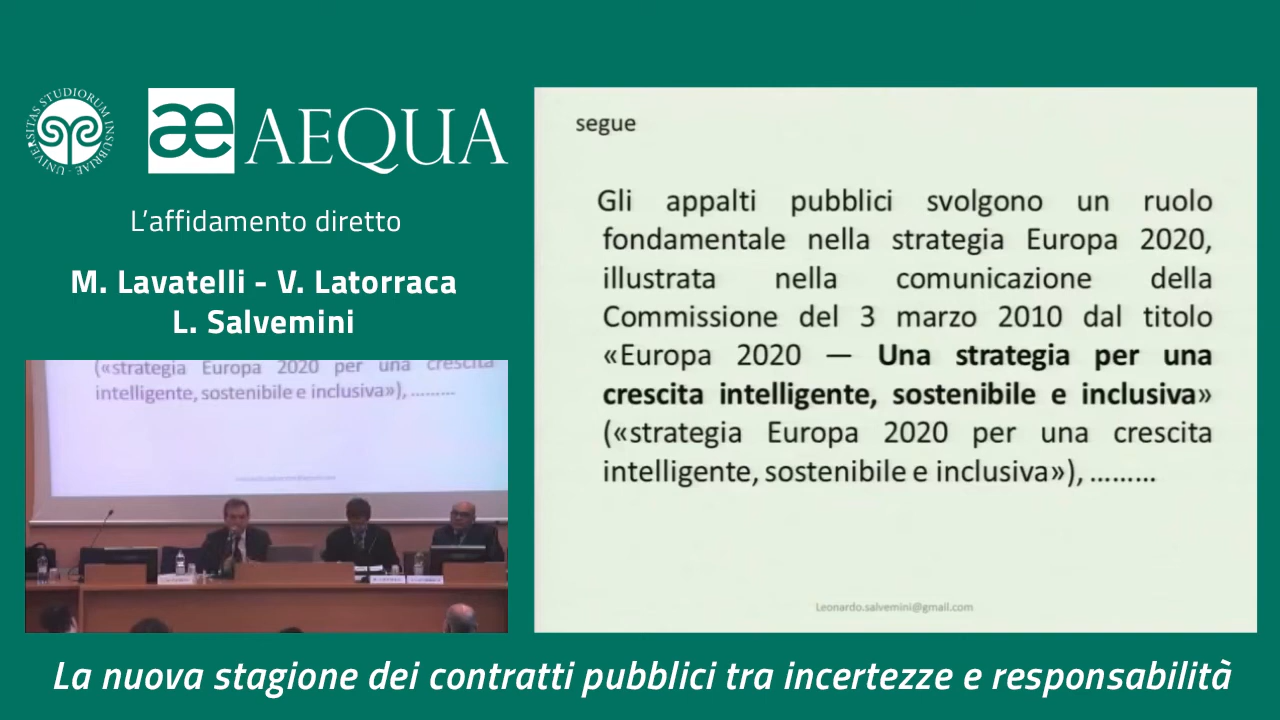 UNIVERSITAS STUDIORUM INSUBRIAE
æ AEQUA
L'affidamento diretto
M. Lavatelli - V. Latorraca
L. Salvemini
(«strategia Europa 2020 per una crescita
intelligente, sostenibile e inclusiva»), .........
segue
Gli appalti pubblici svolgono un ruolo
fondamentale nella strategia Europa 2020,
illustrata nella comunicazione della
Commissione del 3 marzo 2010 dal titolo
«Europa 2020 — Una strategia per una
crescita intelligente, sostenibile e inclusiva»
(«strategia Europa 2020 per una crescita
intelligente, sostenibile e inclusiva»), .........
Leonardo.salvemini@gmail.com
La nuova stagione dei contratti pubblici tra incertezze e responsabilità